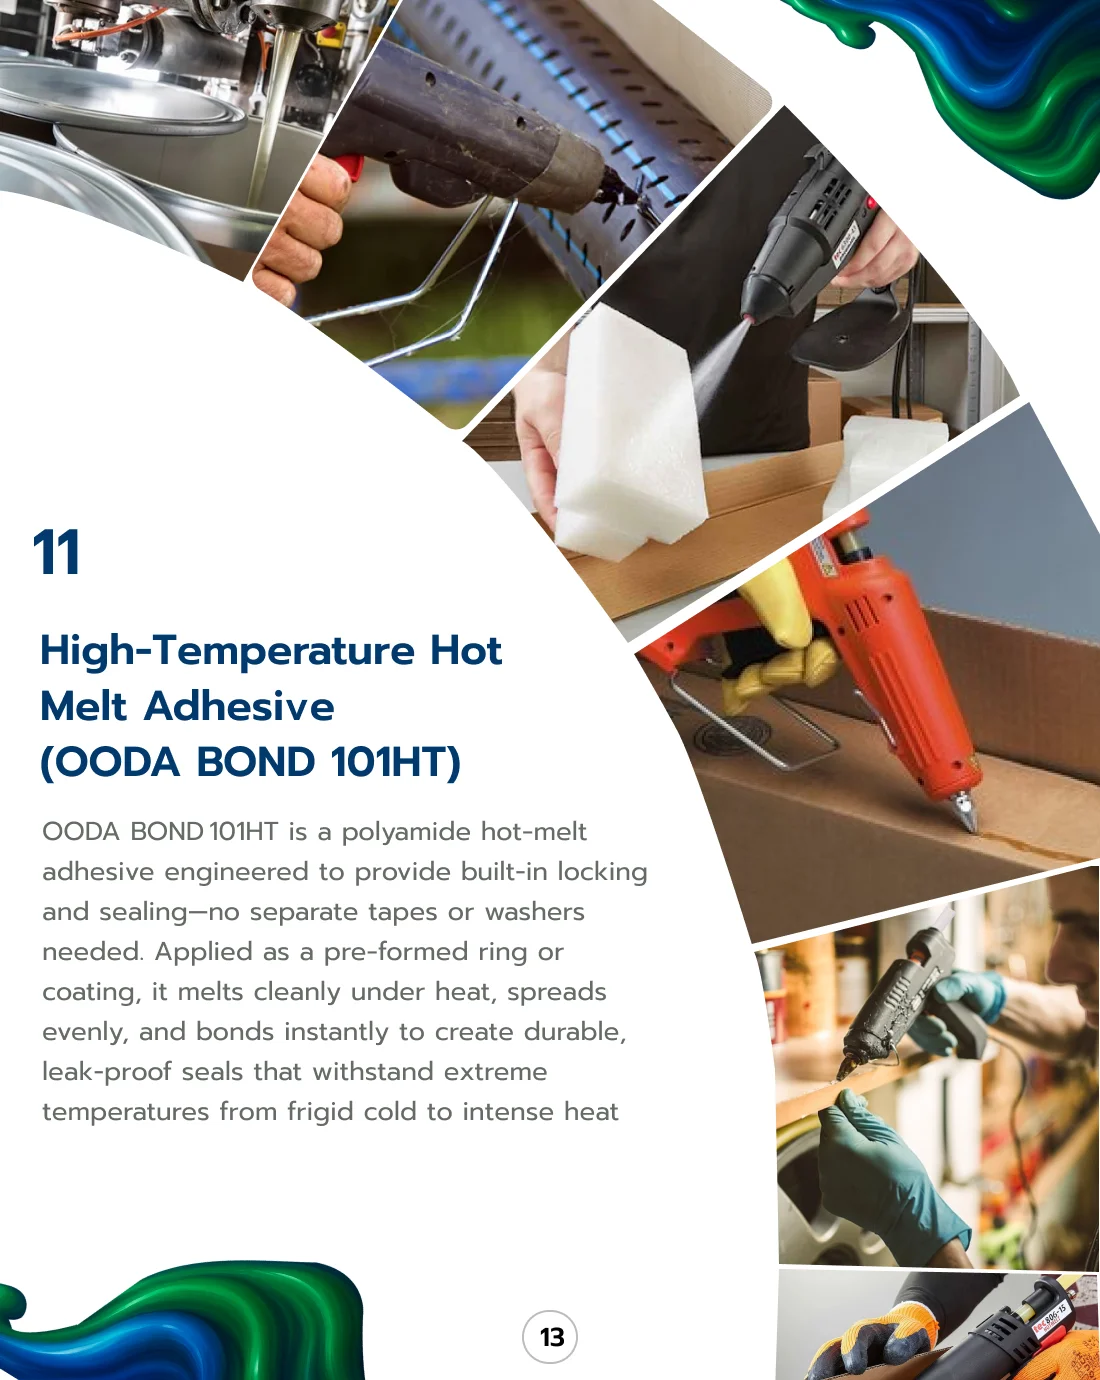 11
High-Temperature Hot
Melt Adhesive
(OODA BOND 101HT)
OODA BOND 101HT is a polyamide hot-melt
adhesive engineered to provide built-in locking
and sealing—no separate tapes or washers
needed. Applied as a pre-formed ring or
coating, it melts cleanly under heat, spreads
evenly, and bonds instantly to create durable,
leak-proof seals that withstand extreme
temperatures from frigid cold to intense heat
tec 806-15
13